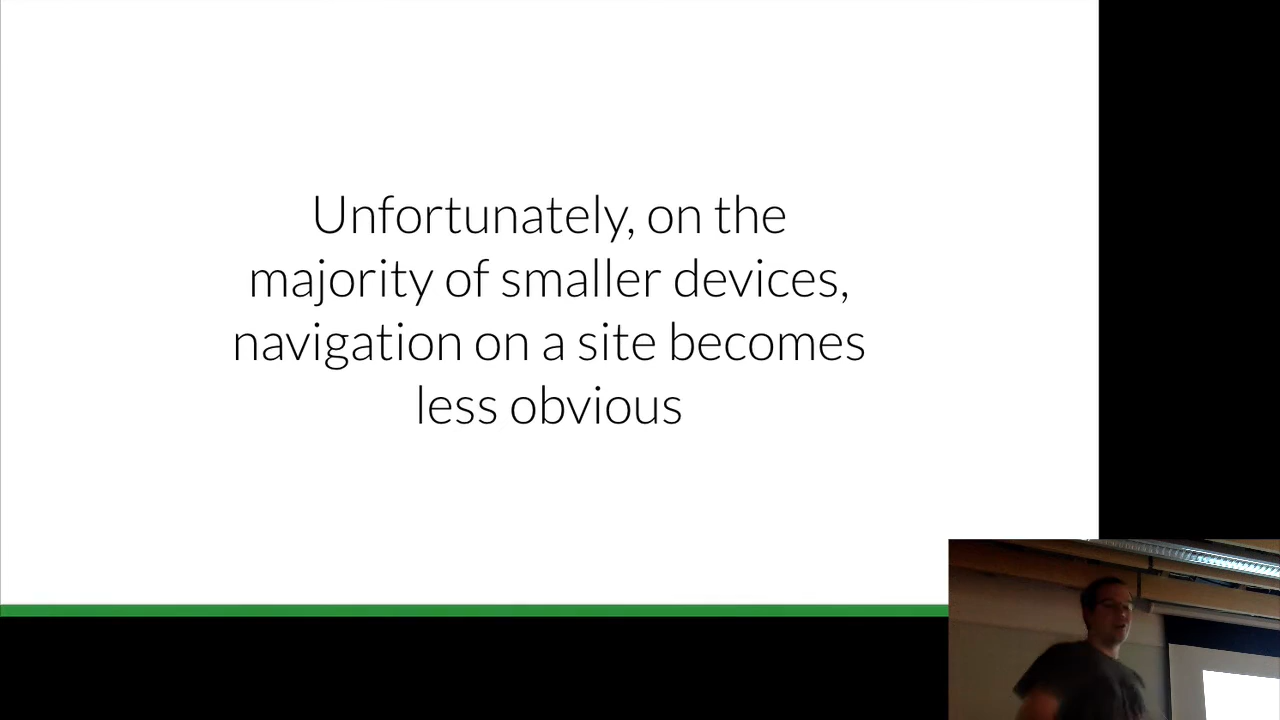 Unfortunately, on the
majority of smaller devices,
navigation on a site becomes
less obvious